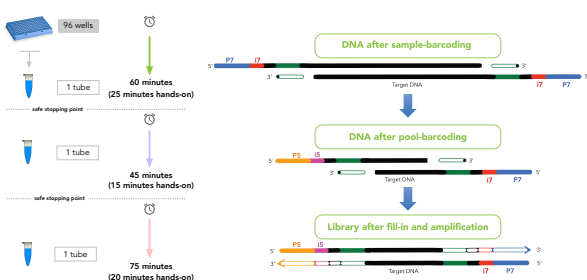 96 wells
1 tube
60 minutes
(25 minutes hands-on)
safe stopping point
1 tube
45 minutes
(15 minutes hands-on)
safe stopping point
1 tube
75 minutes
(20 minutes hands-on)
DNA after sample-barcoding
5' P7 i7 3'
3' Target DNA i7 P7 5'
DNA after pool-barcoding
5' P5 i5 3'
3' Target DNA i7 P7 5'
Library after fill-in and amplification
5' P5 i5 3'
3' Target DNA i7 P7 5'